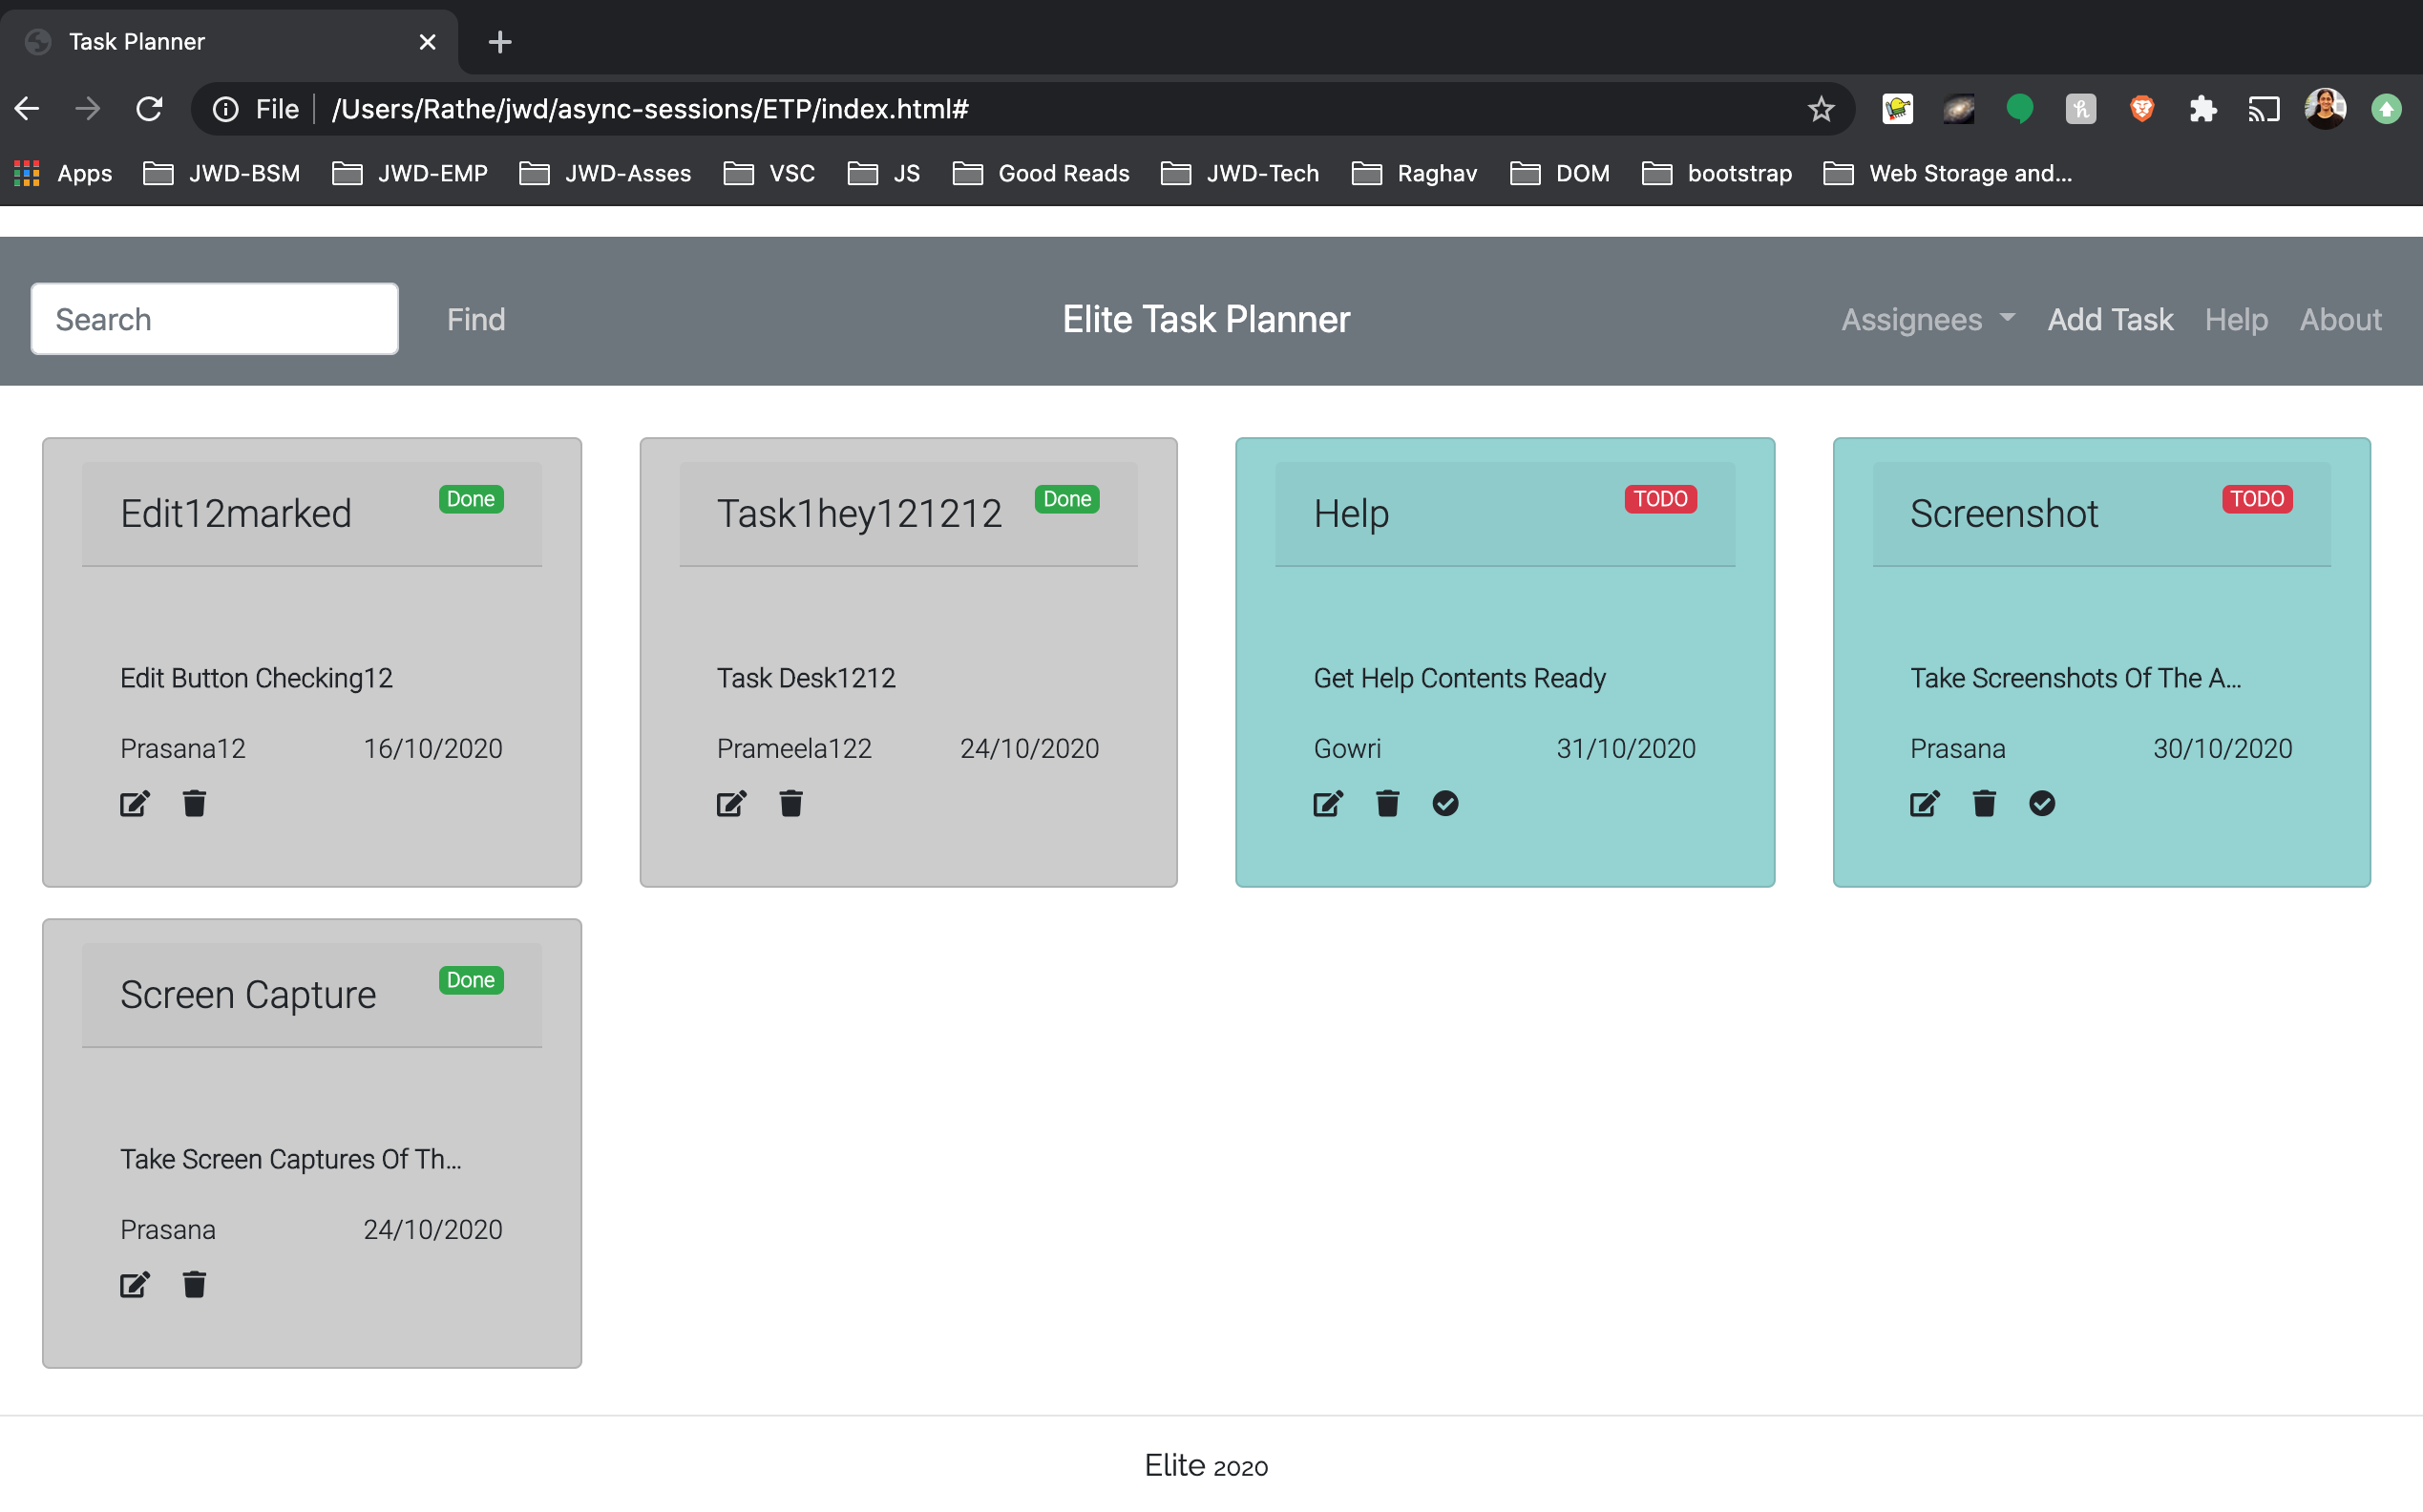 Task Planner
File /Users/Rathe/jwd/async-sessions/ETP/index.html#
Apps JWD-BSM JWD-EMP JWD-Asses VSC JS Good Reads JWD-Tech Raghav DOM bootstrap Web Storage and...
Search Find Elite Task Planner Assignees Add Task Help About
Edit12marked Done
Edit Button Checking12
Prasana12 16/10/2020
Task1hey121212 Done
Task Desk1212
Prameela122 24/10/2020
Help TODO
Get Help Contents Ready
Gowri 31/10/2020
Screenshot TODO
Take Screenshots Of The A...
Prasana 30/10/2020
Screen Capture Done
Take Screen Captures Of Th...
Prasana 24/10/2020
Elite 2020